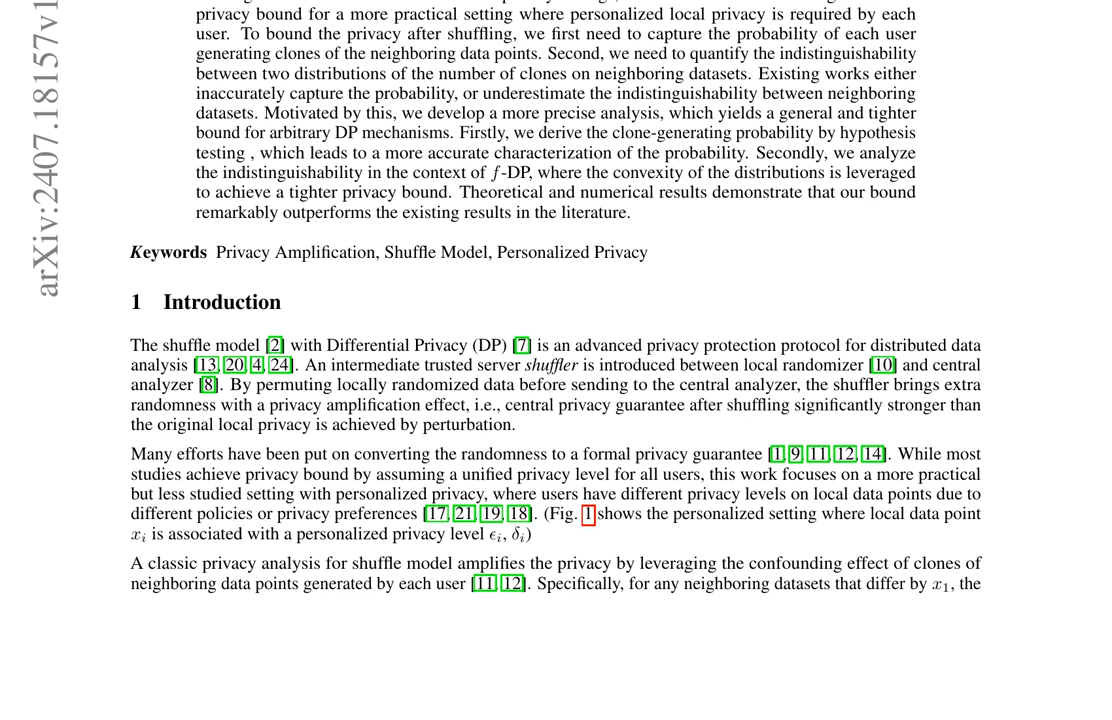 arXiv:2407.18157v1
privacy bound for a more practical setting where personalized local privacy is required by each
user. To bound the privacy after shuffling, we first need to capture the probability of each user
generating clones of the neighboring data points. Second, we need to quantify the indistinguishability
between two distributions of the number of clones on neighboring datasets. Existing works either
inaccurately capture the probability, or underestimate the indistinguishability between neighboring
datasets. Motivated by this, we develop a more precise analysis, which yields a general and tighter
bound for arbitrary DP mechanisms. Firstly, we derive the clone-generating probability by hypothesis
testing , which leads to a more accurate characterization of the probability. Secondly, we analyze
the indistinguishability in the context of f-DP, where the convexity of the distributions is leveraged
to achieve a tighter privacy bound. Theoretical and numerical results demonstrate that our bound
remarkably outperforms the existing results in the literature.
Keywords Privacy Amplification, Shuffle Model, Personalized Privacy
1 Introduction
The shuffle model [2] with Differential Privacy (DP) [7] is an advanced privacy protection protocol for distributed data
analysis [13, 20, 4, 24]. An intermediate trusted server shuffler is introduced between local randomizer [10] and central
analyzer [8]. By permuting locally randomized data before sending to the central analyzer, the shuffler brings extra
randomness with a privacy amplification effect, i.e., central privacy guarantee after shuffling significantly stronger than
the original local privacy is achieved by perturbation.
Many efforts have been put on converting the randomness to a formal privacy guarantee [1, 9, 11, 12, 14]. While most
studies achieve privacy bound by assuming a unified privacy level for all users, this work focuses on a more practical
but less studied setting with personalized privacy, where users have different privacy levels on local data points due to
different policies or privacy preferences [17, 21, 19, 18]. (Fig. 1 shows the personalized setting where local data point
x_i is associated with a personalized privacy level ϵ_i, δ_i)
A classic privacy analysis for shuffle model amplifies the privacy by leveraging the confounding effect of clones of
neighboring data points generated by each user [11, 12]. Specifically, for any neighboring datasets that differ by x_1, the